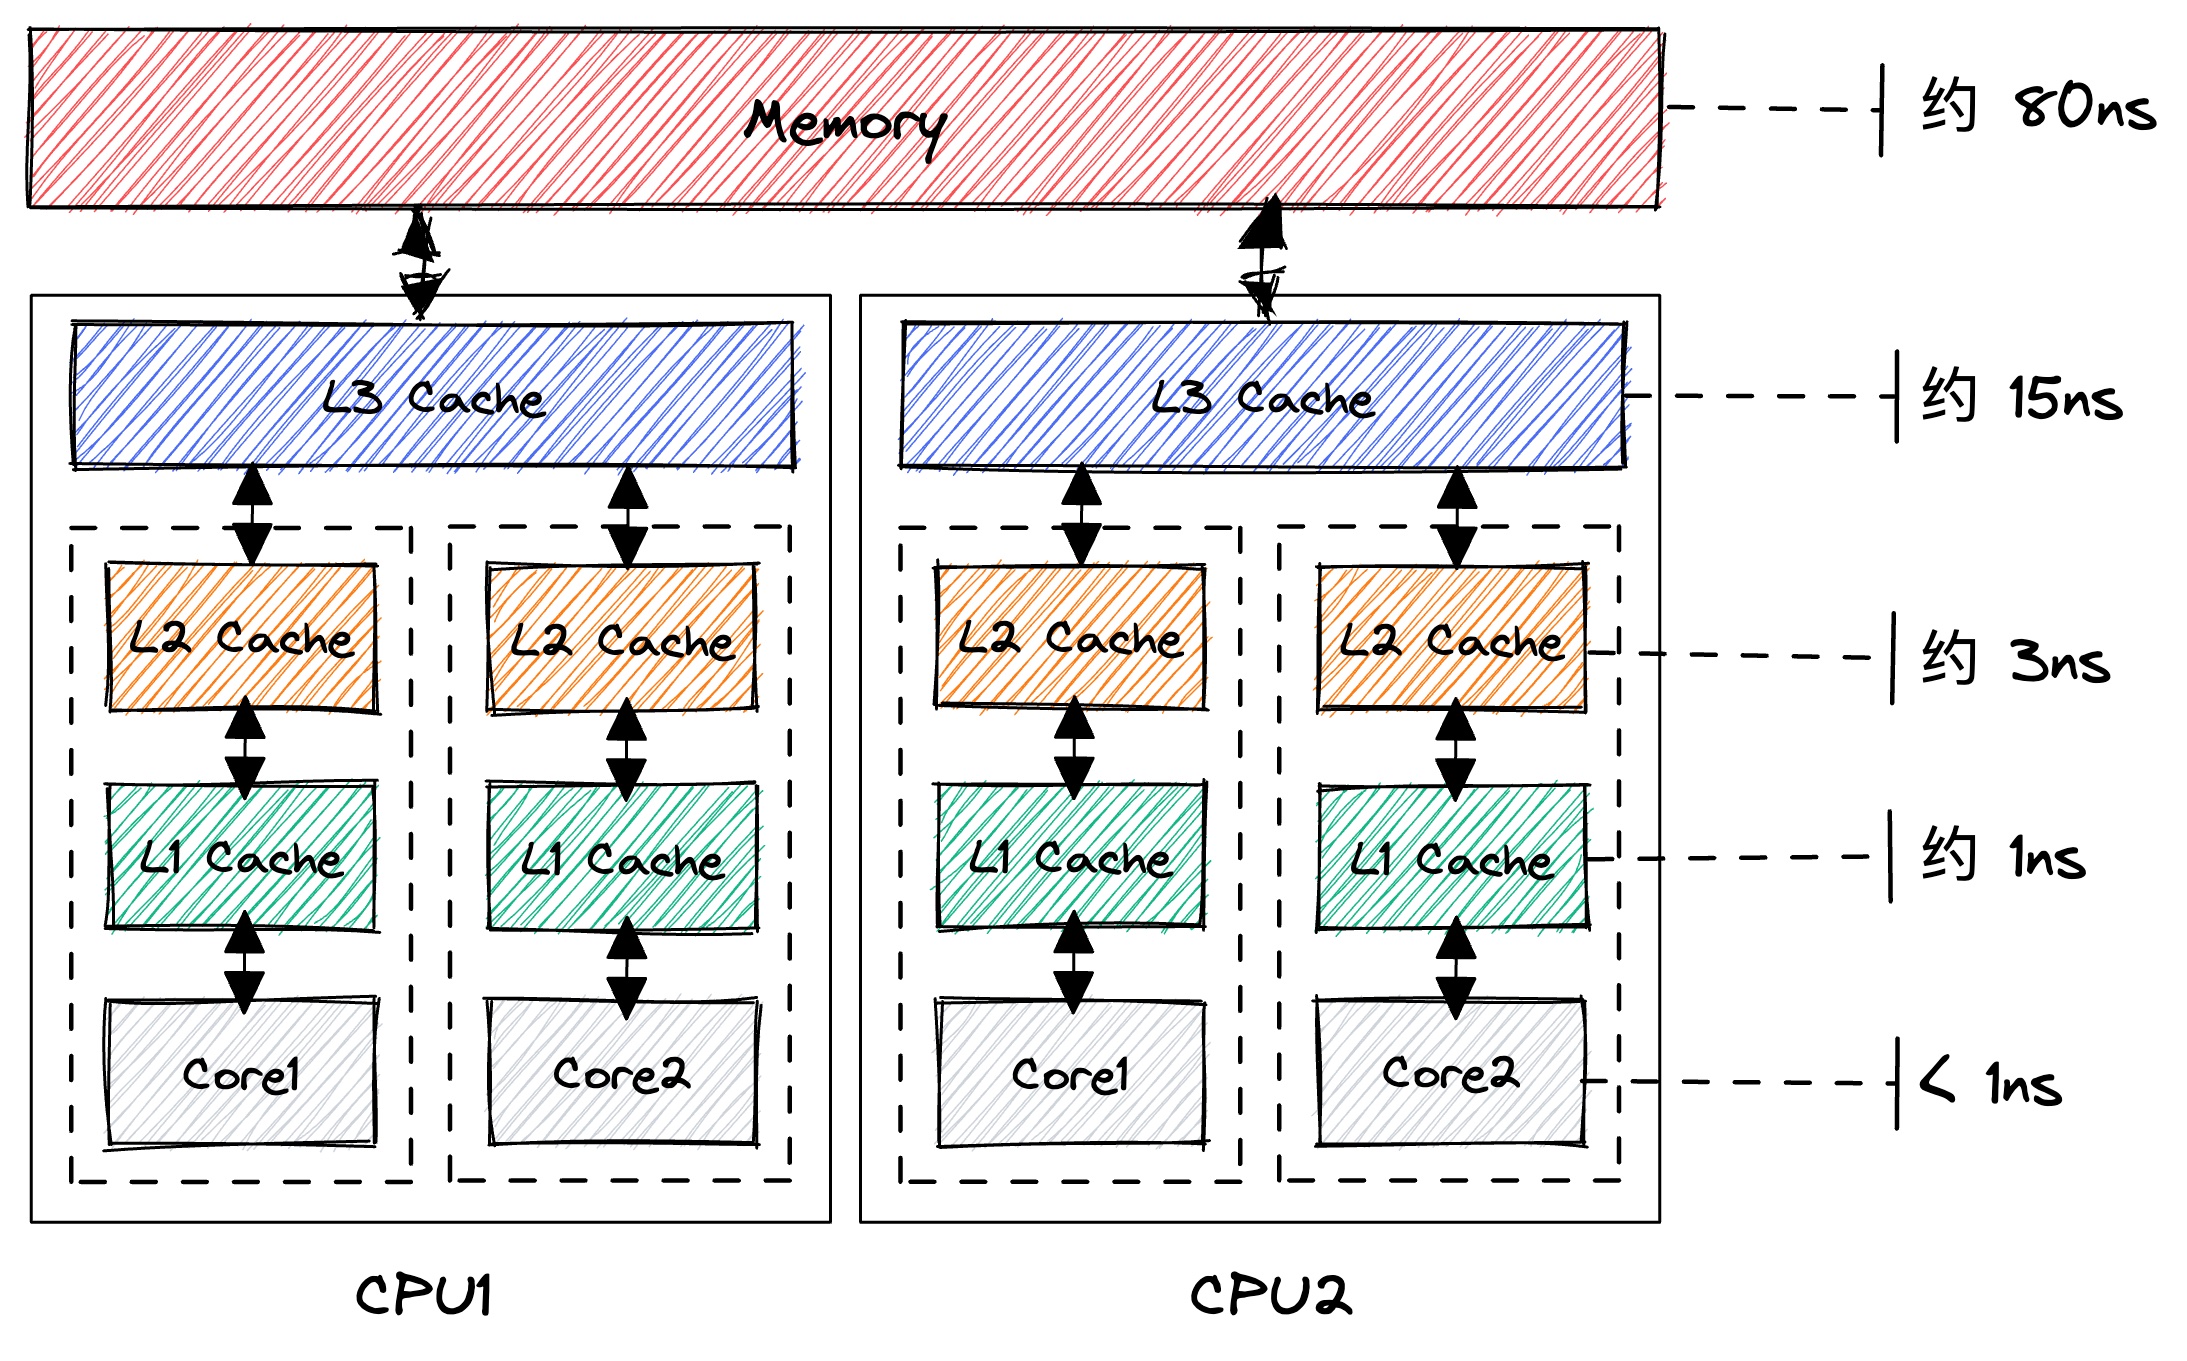 Memory
约 80ns
L3 Cache
L3 Cache
约 15ns
L2 Cache
L2 Cache
L2 Cache
L2 Cache
约 3ns
L1 Cache
L1 Cache
L1 Cache
L1 Cache
约 1ns
Core1
Core2
Core1
Core2
< 1ns
CPU1
CPU2